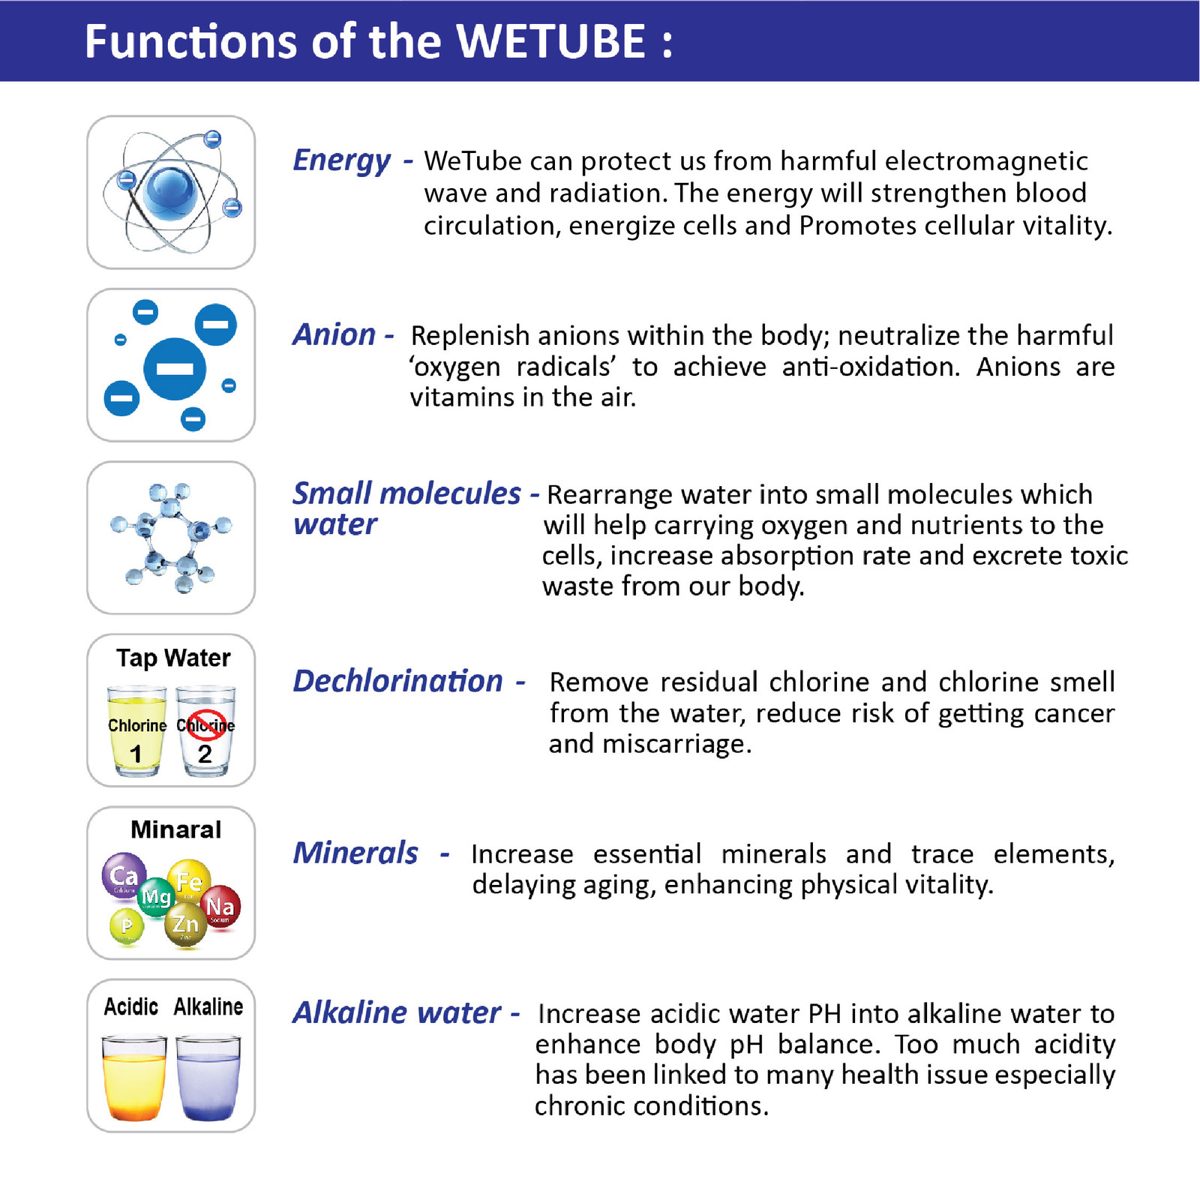 Functions of the WETUBE :
Energy - WeTube can protect us from harmful electromagnetic
wave and radiation. The energy will strengthen blood
circulation, energize cells and Promotes cellular vitality.
Anion - Replenish anions within the body; neutralize the harmful
‘oxygen radicals’ to achieve anti-oxidation. Anions are
vitamins in the air.
Small molecules - Rearrange water into small molecules which
water will help carrying oxygen and nutrients to the
cells, increase absorption rate and excrete toxic
waste from our body.
Tap Water
Chlorine Chlorine
1 2
Dechlorination - Remove residual chlorine and chlorine smell
from the water, reduce risk of getting cancer
and miscarriage.
Minaral
Ca
Calcium
Fe
Mg
Na
Sodium
P
Zn
Minerals - Increase essential minerals and trace elements,
delaying aging, enhancing physical vitality.
Acidic Alkaline
Alkaline water - Increase acidic water PH into alkaline water to
enhance body pH balance. Too much acidity
has been linked to many health issue especially
chronic conditions.